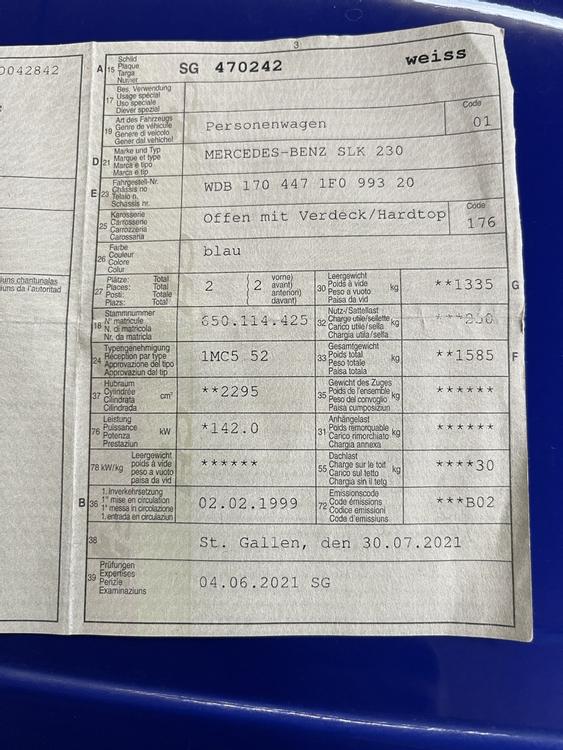 3
0042842
A 15 Schild
Plaque
Targa
Numer
SG 470242
weiss
17 Bes. Verwendung
Usage spécial
Uso speciale
Diever spezial
19 Art des Fahrzeugs
Genre de véhicule
Genere di veicolo
Gener dal vehichel
Personenwagen
Code
01
D 21 Marke und Typ
Marque et type
Marca e tipo
Marca e tip
MERCEDES-BENZ SLK 230
E 23 Fahrgestell-Nr.
Châssis no
Telaio n.
Schassis nr.
WDB 170 447 1F0 993 20
25 Karosserie
Carrosserie
Carrozzeria
Carossaria
Offen mit Verdeck/Hardtop
Code
176
26 Farbe
Couleur
Colore
Colur
blau
iuns chantunalas
iuns da l'autoritad
27 Plätze: Total
Places: Total
Posti: Totale
Plazs: Total
2
2
vorne)
avant)
anteriori)
davant)
30 Leergewicht
Poids à vide
Peso a vuoto
Paisa da vid
kg
**1335
G
18 Stammnummer
N° matricule
N. di matricola
Nr. da matricla
650.114.425
32 Nutz-/Sattellast
Charge utile/sellette
Carico utile/sella
Chargia utila/sella
kg
***250
24 Typengenehmigung
Réception par type
Approvazione del tipo
Approvaziun dal tip
1MC5 52
33 Gesamtgewicht
Poids total
Peso totale
Paisa totala
kg
**1585
F
37 Hubraum
Cylindrée
Cilindrata
Cilindrada
cm³
**2295
35 Gewicht des Zuges
Poids de l'ensemble
Peso del convoglio
Paisa cumposiziun
kg
******
76 Leistung
Puissance
Potenza
Prestaziun
kW
*142.0
31 Anhängelast
Poids remorquable
Carico rimorchiato
Chargia annexa
kg
******
78 kW/kg Leergewicht
poids à vide
peso a vuoto
paisa da vid
******
55 Dachlast
Charge sur le toit
Carico sul tetto
Chargia sin il tetg
kg
****30
B 36 1. Inverkehrsetzung
1re mise en circulation
1a messa in circolazione
1. entrada en circulaziun
02.02.1999
72 Emissionscode
Code émissions
Codice emissioni
Code d'emissiuns
***B02
38
St. Gallen, den 30.07.2021
39 Prüfungen
Expertises
Perizie
Examinaziuns
04.06.2021 SG